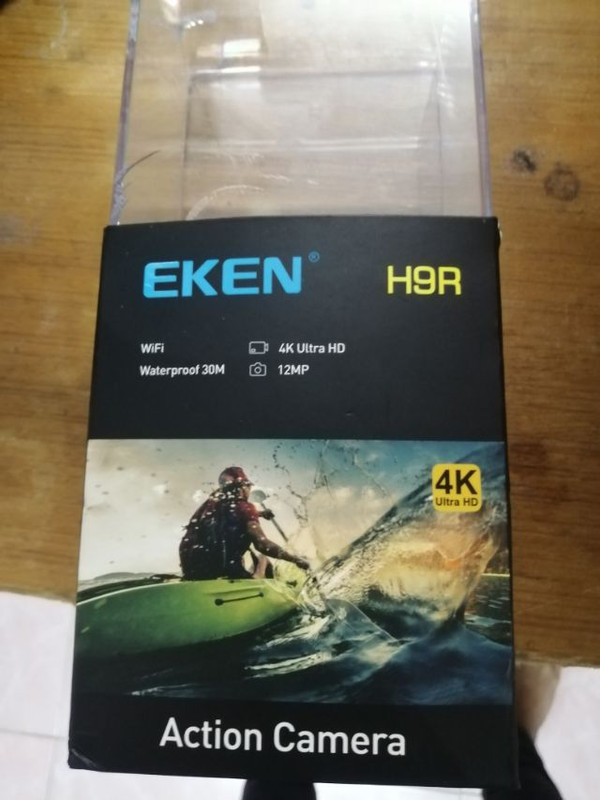 EKEN® H9R
WiFi 4K Ultra HD
Waterproof 30M 12MP
4K
Ultra HD
Action Camera